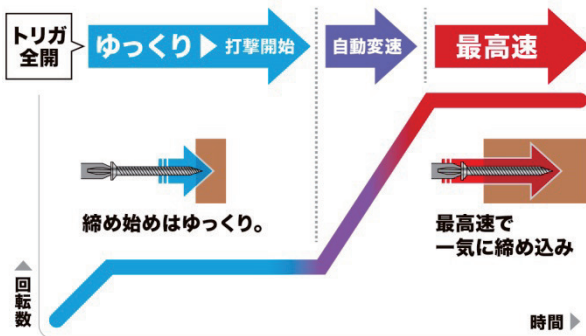 トリガ
全開
ゆっくり▶打撃開始
自動変速
最高速
締め始めはゆっくり。
最高速で
一気に締め込み
▲回転数
時間▶